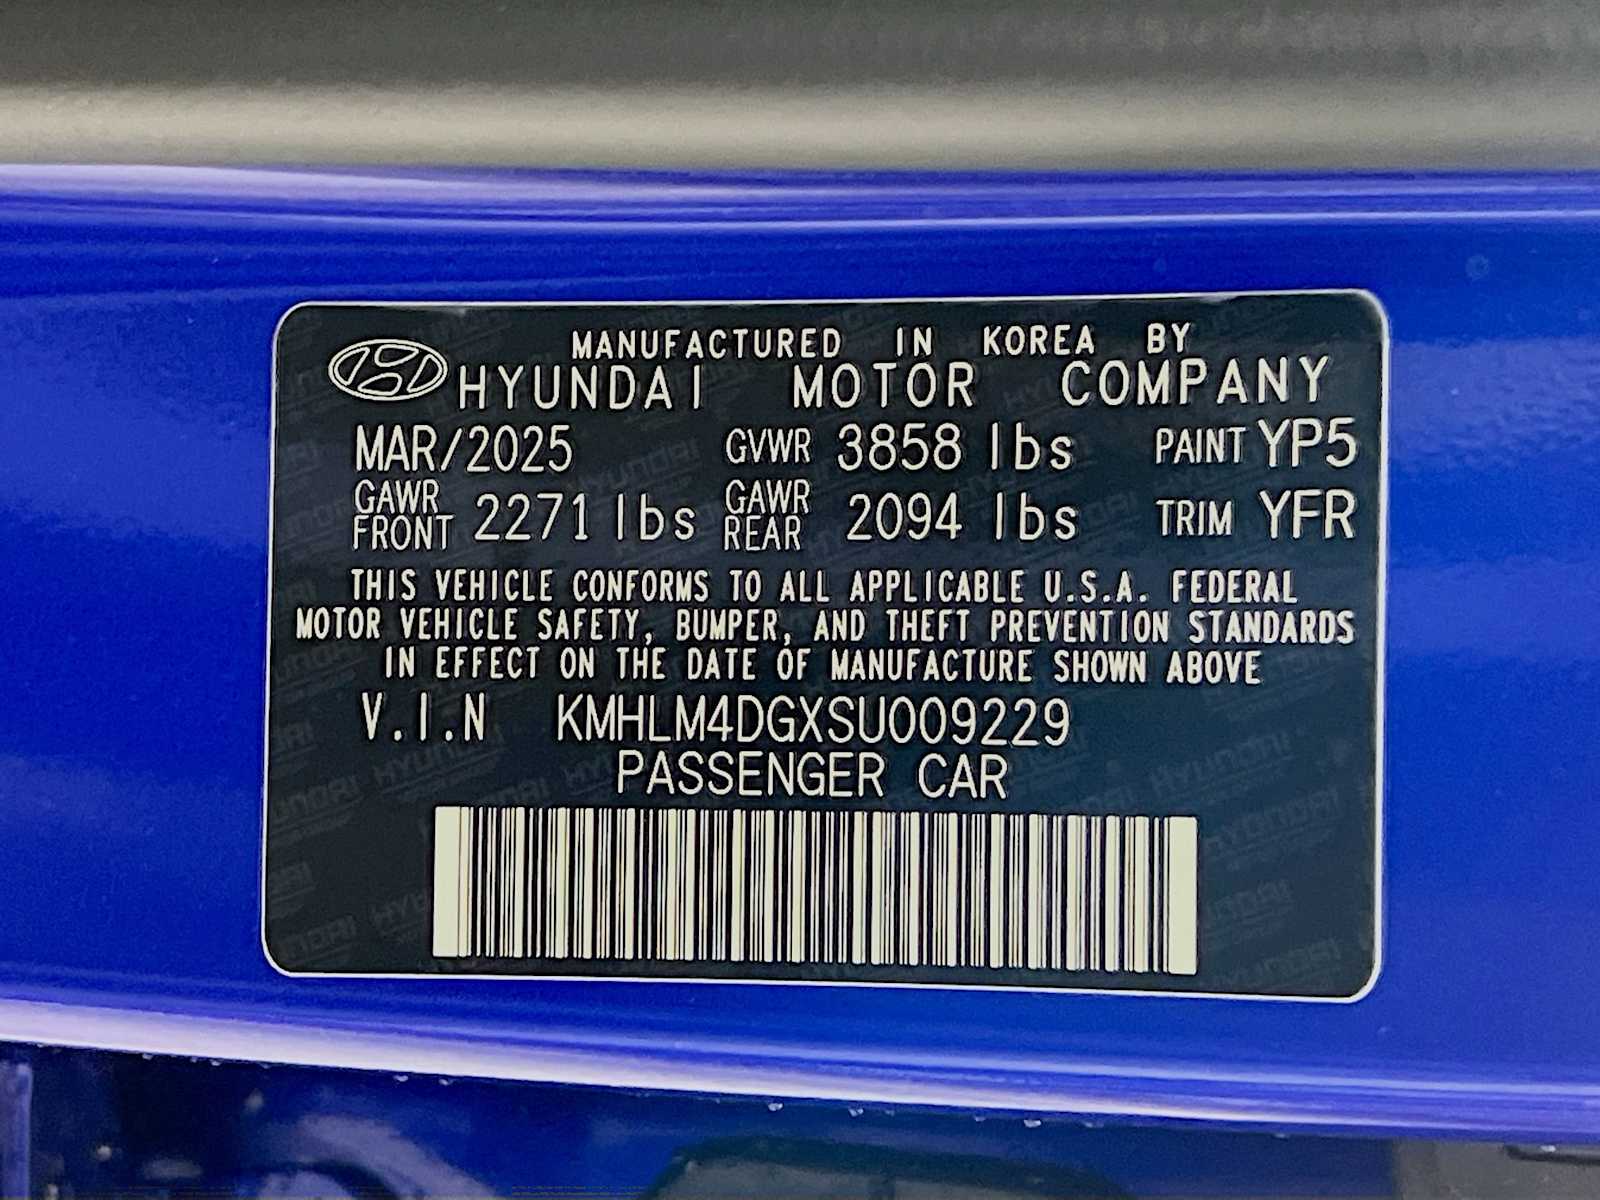 MANUFACTURED IN KOREA BY
HYUNDAI MOTOR COMPANY
MAR/2025 GVWR 3858 lbs PAINT YP5
GAWR FRONT 2271 lbs GAWR REAR 2094 lbs TRIM YFR
THIS VEHICLE CONFORMS TO ALL APPLICABLE U.S.A. FEDERAL
MOTOR VEHICLE SAFETY, BUMPER, AND THEFT PREVENTION STANDARDS
IN EFFECT ON THE DATE OF MANUFACTURE SHOWN ABOVE
V.I.N KMHLM4DGXSU009229
PASSENGER CAR